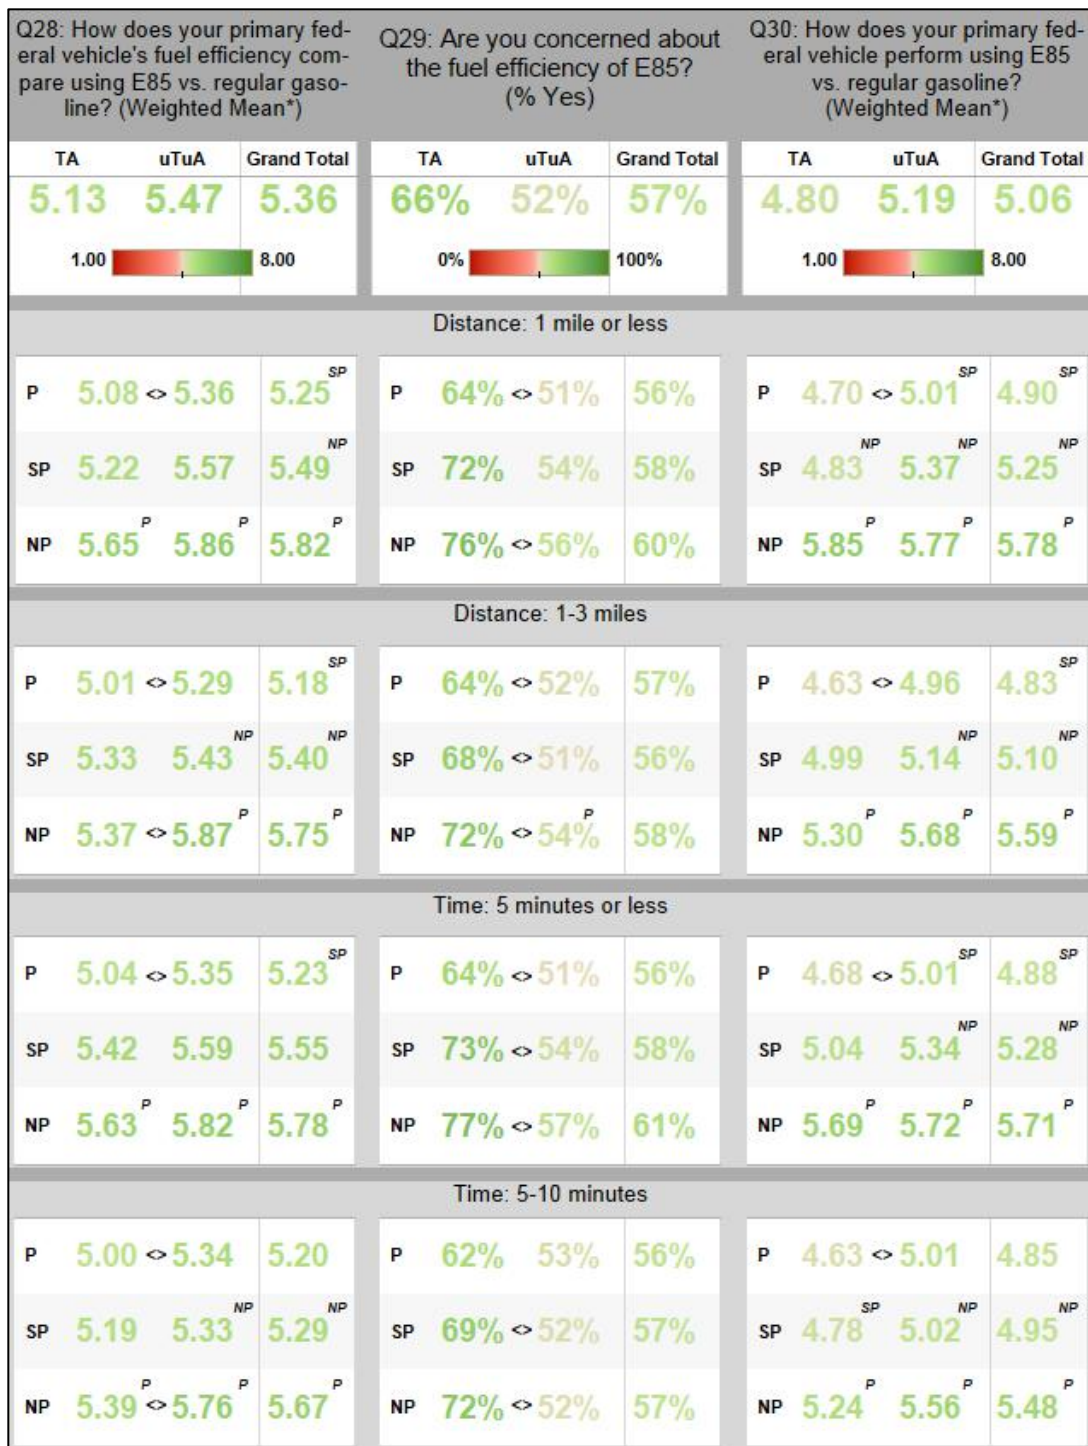 Q28: How does your primary fed-
eral vehicle's fuel efficiency com-
pare using E85 vs. regular gaso-
line? (Weighted Mean*)
Q29: Are you concerned about
the fuel efficiency of E85?
(% Yes)
Q30: How does your primary fed-
eral vehicle perform using E85
vs. regular gasoline?
(Weighted Mean*)
TA uTuA Grand Total TA uTuA Grand Total TA uTuA Grand Total
5.13 5.47 5.36 66% 52% 57% 4.80 5.19 5.06
1.00 8.00 0% 100% 1.00 8.00
Distance: 1 mile or less
P 5.08 <> 5.36 5.25 SP P 64% <> 51% 56% P 4.70 <> 5.01 SP 4.90 SP
SP 5.22 5.57 5.49 NP SP 72% 54% 58% SP 4.83 NP 5.37 NP 5.25 NP
NP 5.65 P 5.86 P 5.82 P NP 76% <> 56% 60% NP 5.85 P 5.77 P 5.78 P
Distance: 1-3 miles
P 5.01 <> 5.29 5.18 SP P 64% <> 52% 57% P 4.63 <> 4.96 4.83 SP
SP 5.33 5.43 NP 5.40 NP SP 68% <> 51% 56% SP 4.99 5.14 NP 5.10 NP
NP 5.37 <> 5.87 P 5.75 P NP 72% <> 54% P 58% NP 5.30 P 5.68 P 5.59 P
Time: 5 minutes or less
P 5.04 <> 5.35 5.23 SP P 64% <> 51% 56% P 4.68 <> 5.01 SP 4.88 SP
SP 5.42 5.59 5.55 SP 73% <> 54% 58% SP 5.04 5.34 NP 5.28 NP
NP 5.63 P 5.82 P 5.78 P NP 77% <> 57% 61% NP 5.69 P 5.72 P 5.71 P
Time: 5-10 minutes
P 5.00 <> 5.34 5.20 P 62% 53% 56% P 4.63 <> 5.01 4.85
SP 5.19 5.33 NP 5.29 NP SP 69% <> 52% 57% SP 4.78 SP 5.02 NP 4.95 NP
NP 5.39 P <> 5.76 P 5.67 P NP 72% <> 52% 57% NP 5.24 P 5.56 P 5.48 P